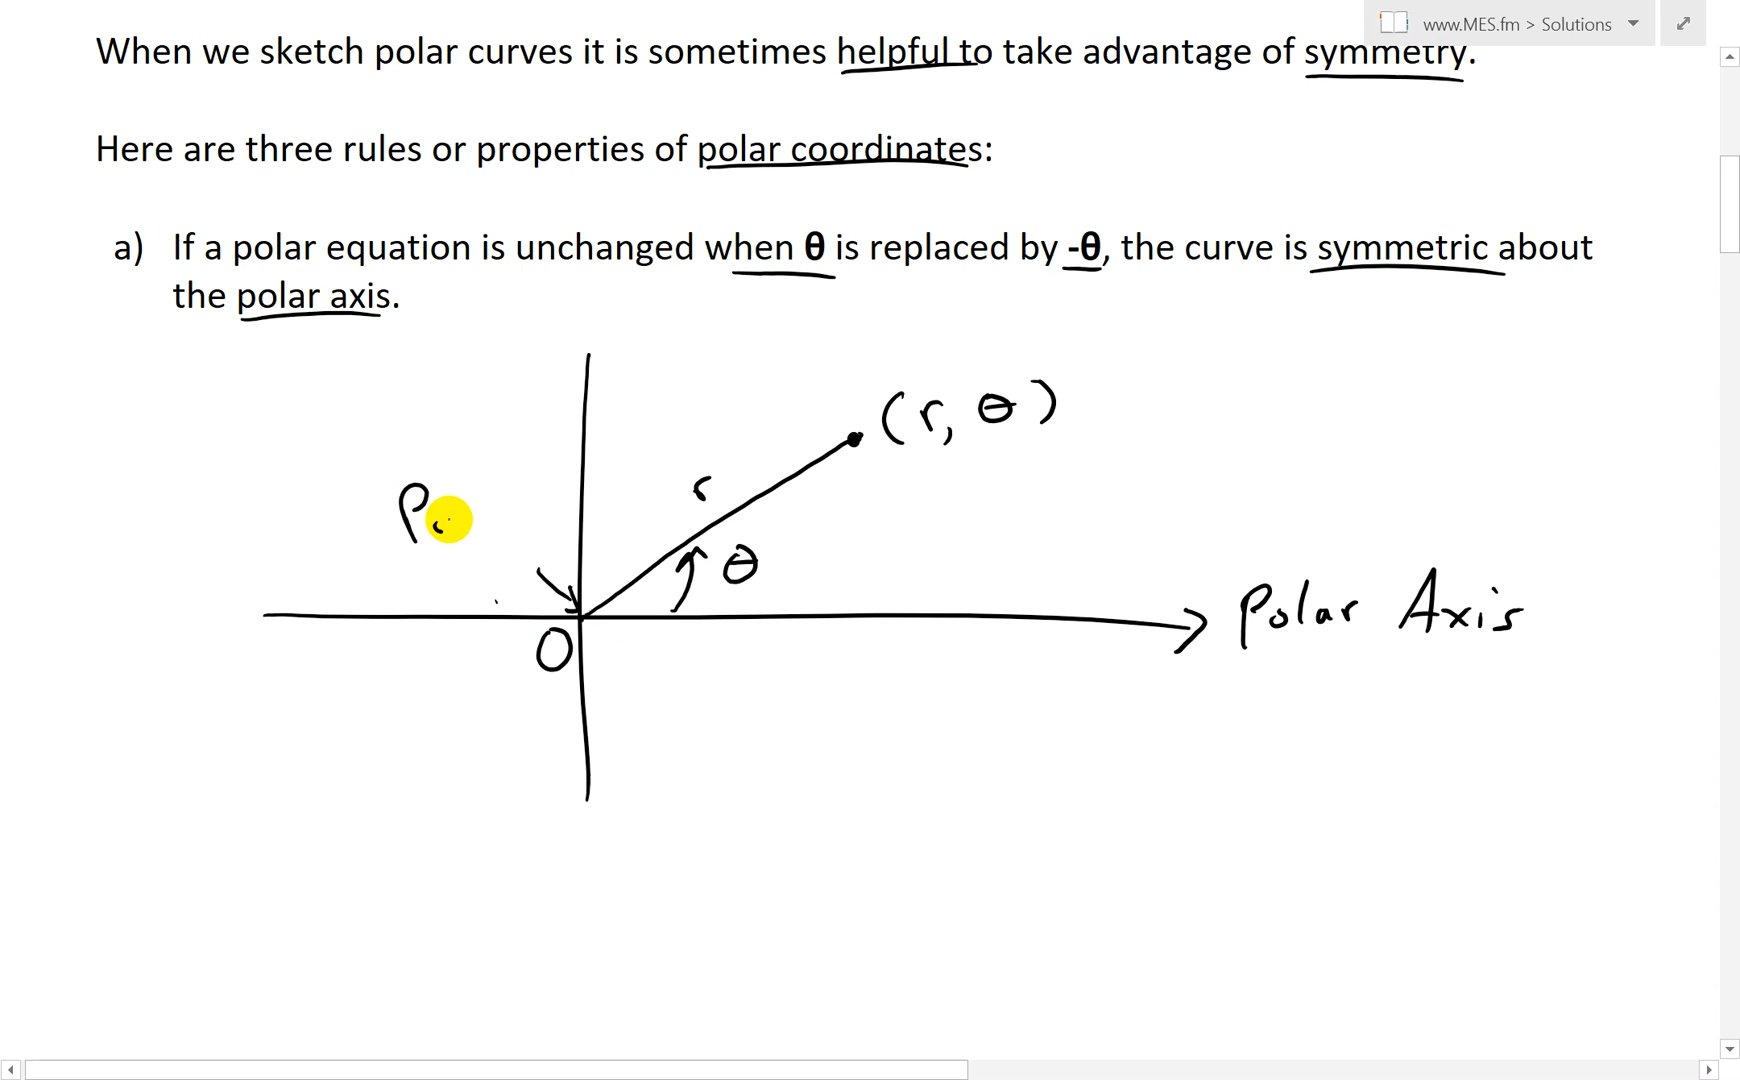 www.MES.fm > Solutions
When we sketch polar curves it is sometimes helpful to take advantage of symmetry.
Here are three rules or properties of polar coordinates:
a) If a polar equation is unchanged when θ is replaced by -θ, the curve is symmetric about
the polar axis.
(r, θ)
r
θ
Polar Axis
O